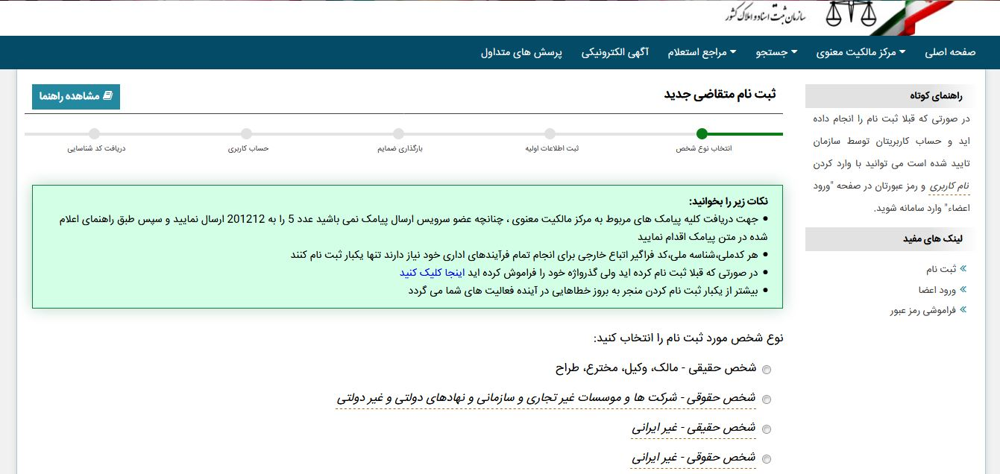 سازمان ثبت اسناد و املاک کشور
صفحه اصلی
مرکز مالکیت معنوی
جستجو
مراجع استعلام
آگهی الکترونیکی
پرسش های متداول
راهنمای کوتاه
در صورتی که قبلا ثبت نام را انجام داده
اید و حساب کاربریتان توسط سازمان
تایید شده است می توانید با وارد کردن
نام کاربری و رمز عبورتان در صفحه "ورود
اعضاء" وارد سامانه شوید.
لینک های مفید
ثبت نام
ورود اعضا
فراموشی رمز عبور
ثبت نام متقاضی جدید
مشاهده راهنما
انتخاب نوع شخص
ثبت اطلاعات اولیه
بارگذاری ضمایم
حساب کاربری
دریافت کد شناسایی
نکات زیر را بخوانید:
● جهت دریافت کلیه پیامک های مربوط به مرکز مالکیت معنوی ، چنانچه عضو سرویس ارسال پیامک نمی باشید عدد 5 را به 201212 ارسال نمایید و سپس طبق راهنمای اعلام
شده در متن پیامک اقدام نمایید
● هر کدملی،شناسه ملی،کد فراگیر اتباع خارجی برای انجام تمام فرآیندهای اداری خود نیاز دارند تنها یکبار ثبت نام کنند
● در صورتی که قبلا ثبت نام کرده اید ولی گذرواژه خود را فراموش کرده اید اینجا کلیک کنید
● بیشتر از یکبار ثبت نام کردن منجر به بروز خطاهایی در آینده فعالیت های شما می گردد
نوع شخص مورد ثبت نام را انتخاب کنید:
شخص حقیقی - مالک، وکیل، مخترع، طراح
شخص حقوقی - شرکت ها و موسسات غیر تجاری و سازمانی و نهادهای دولتی و غیر دولتی
شخص حقیقی - غیر ایرانی
شخص حقوقی - غیر ایرانی